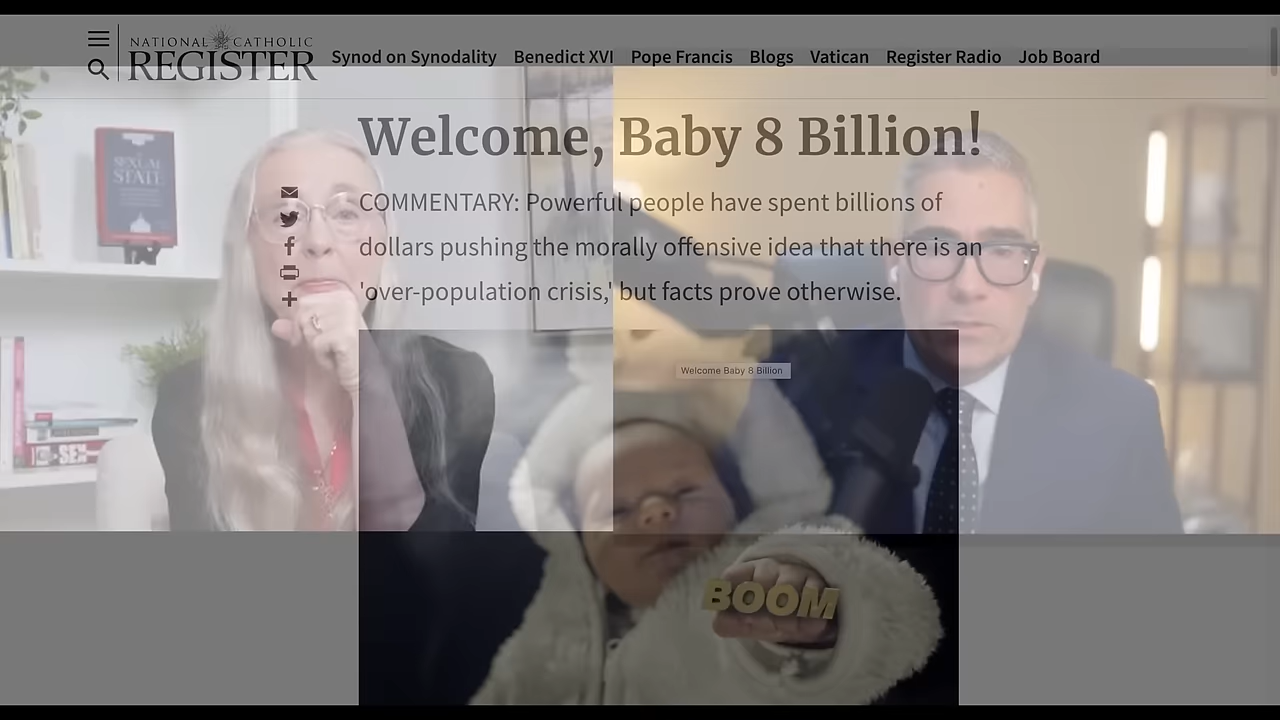 NATIONAL CATHOLIC
REGISTER
Synod on Synodality Benedict XVI Pope Francis Blogs Vatican Register Radio Job Board
Welcome, Baby 8 Billion!
COMMENTARY: Powerful people have spent billions of
dollars pushing the morally offensive idea that there is an
'over-population crisis,' but facts prove otherwise.
Welcome Baby 8 Billion
THE
SEXUAL
STATE
SEX
BOOM